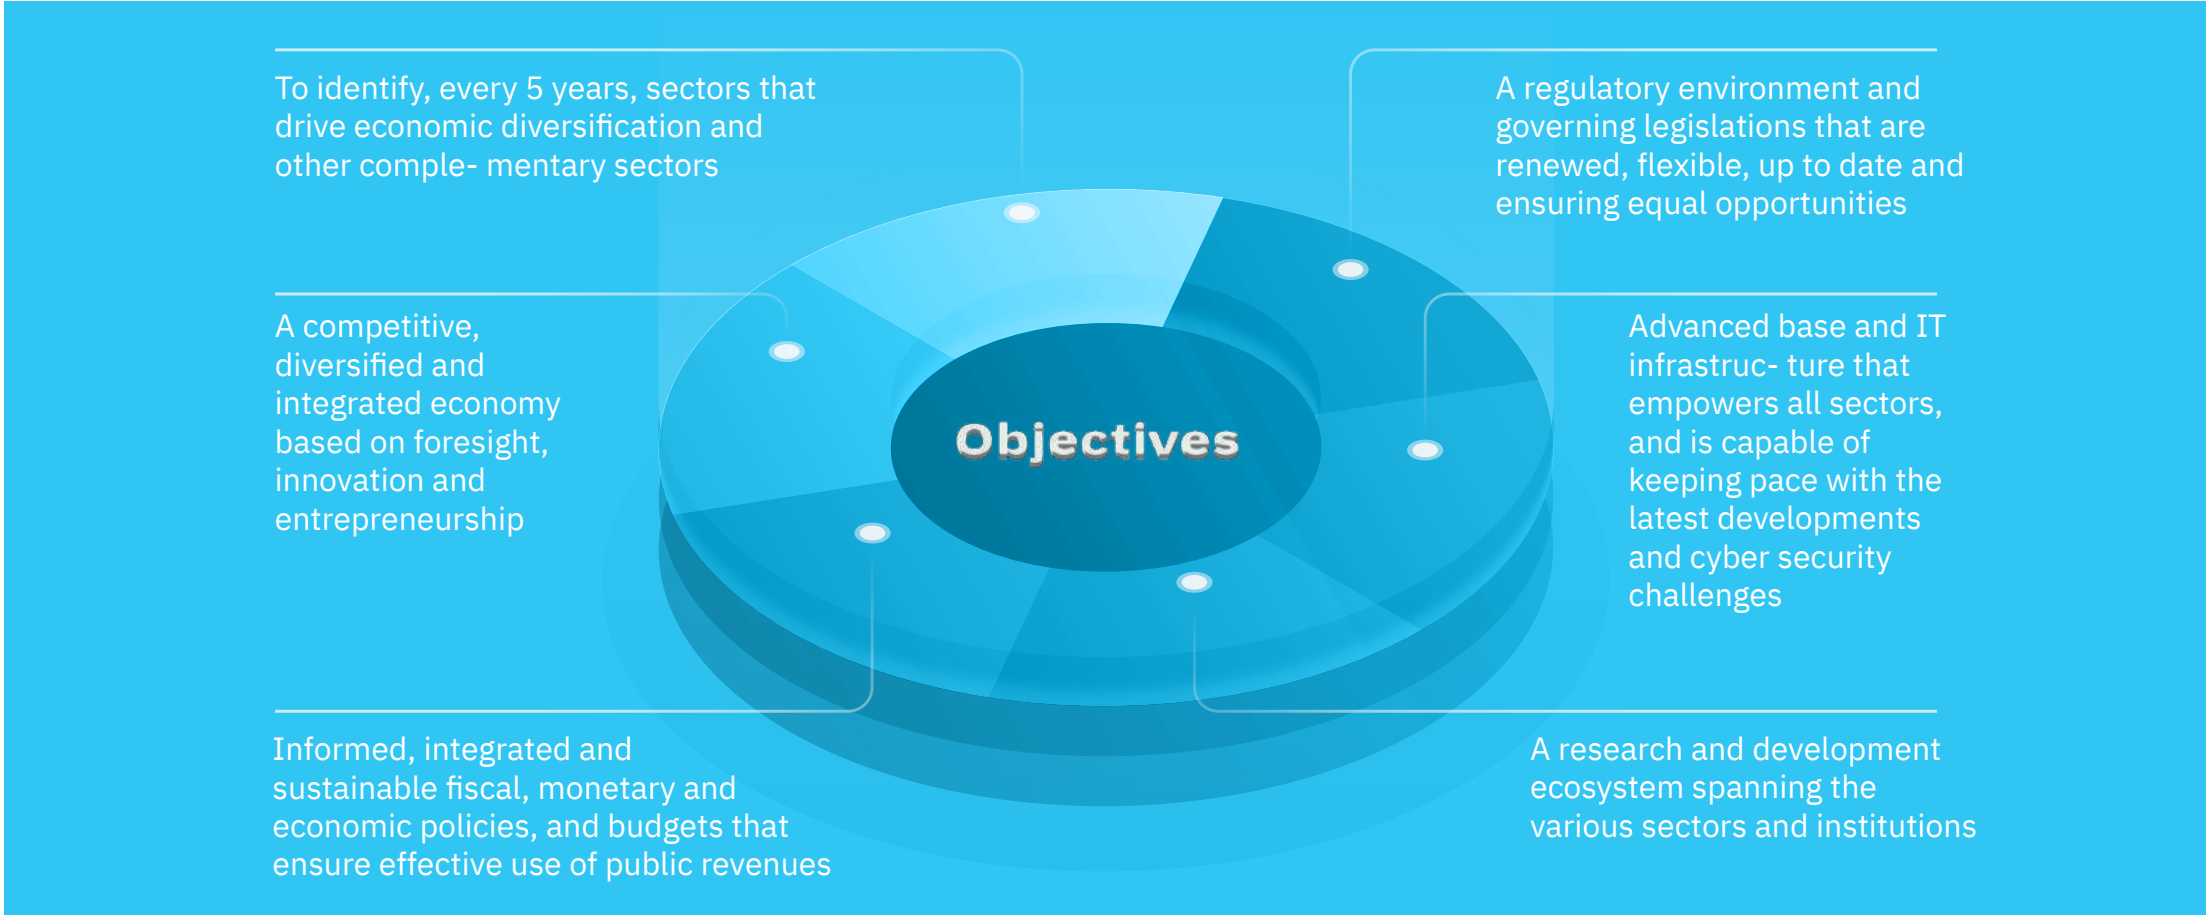 To identify, every 5 years, sectors that
drive economic diversification and
other comple- mentary sectors
A regulatory environment and
governing legislations that are
renewed, flexible, up to date and
ensuring equal opportunities
A competitive,
diversified and
integrated economy
based on foresight,
innovation and
entrepreneurship
Objectives
Advanced base and IT
infrastruc- ture that
empowers all sectors,
and is capable of
keeping pace with the
latest developments
and cyber security
challenges
Informed, integrated and
sustainable fiscal, monetary and
economic policies, and budgets that
ensure effective use of public revenues
A research and development
ecosystem spanning the
various sectors and institutions